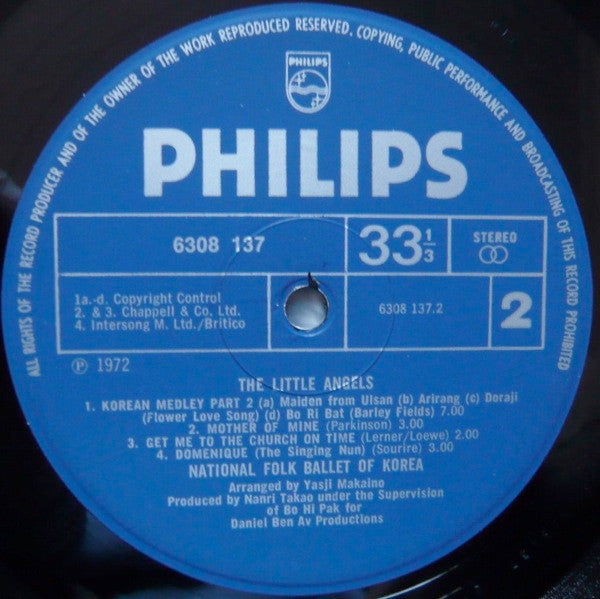 ALL RIGHTS OF THE RECORD PRODUCER AND OF THE OWNER OF THE WORK REPRODUCED RESERVED. COPYING, PUBLIC PERFORMANCE AND BROADCASTING OF THIS RECORD PROHIBITED
PHILIPS
PHILIPS
6308 137
33 1/3
STEREO
1a.-d. Copyright Control
2. & 3. Chappell & Co. Ltd.
4. Intersong M. Ltd./Britico
6308 137.2
2
Ⓟ 1972
THE LITTLE ANGELS
1. KOREAN MEDLEY PART 2 (a) Maiden from Ulsan (b) Arirang (c) Doraji
(Flower Love Song) (d) Bo Ri Bat (Barley Fields) 7.00
2. MOTHER OF MINE (Parkinson) 3.00
3. GET ME TO THE CHURCH ON TIME (Lerner/Loewe) 2.00
4. DOMENIQUE (The Singing Nun) (Sourire) 3.00
NATIONAL FOLK BALLET OF KOREA
Arranged by Yasji Makaino
Produced by Nanri Takao under the Supervision
of Bo Hi Pak for
Daniel Ben Av Productions